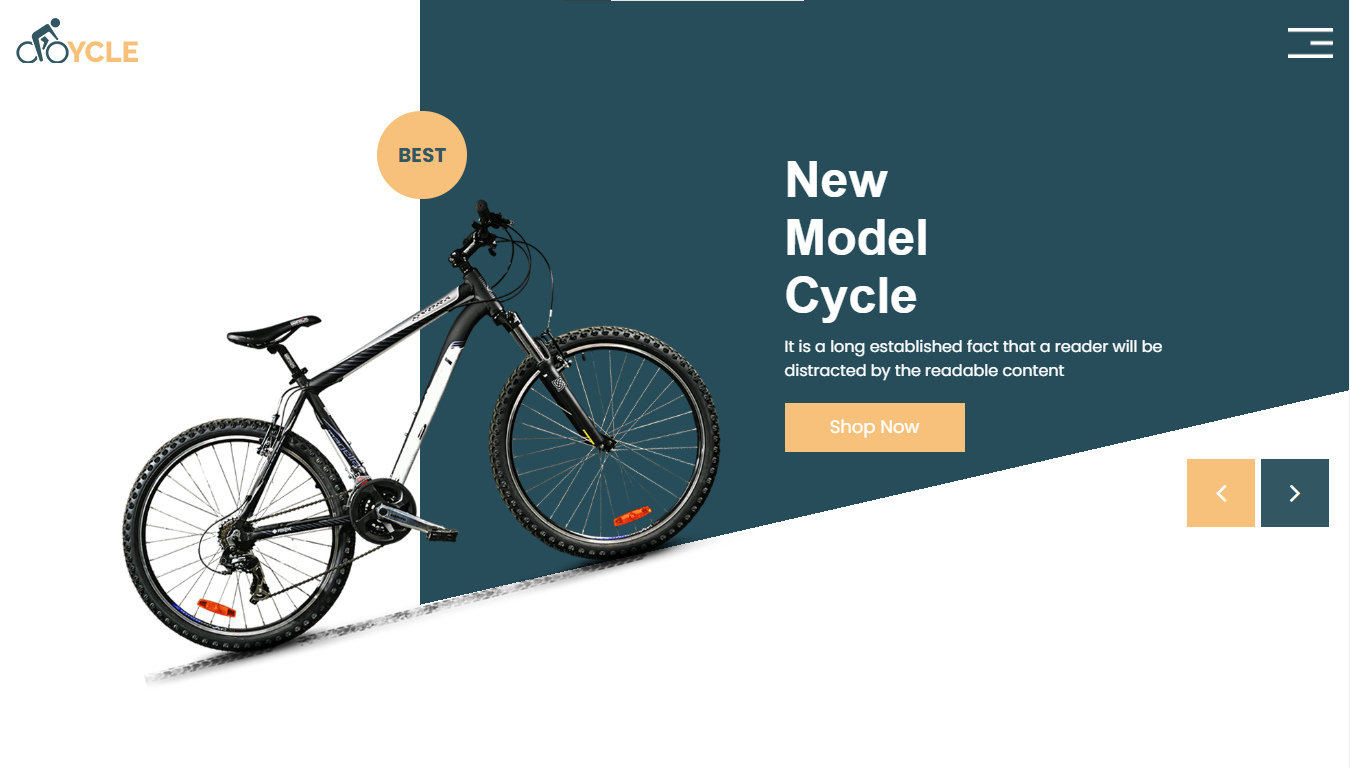 YCLE
BEST
New
Model
Cycle
It is a long established fact that a reader will be
distracted by the readable content
Shop Now